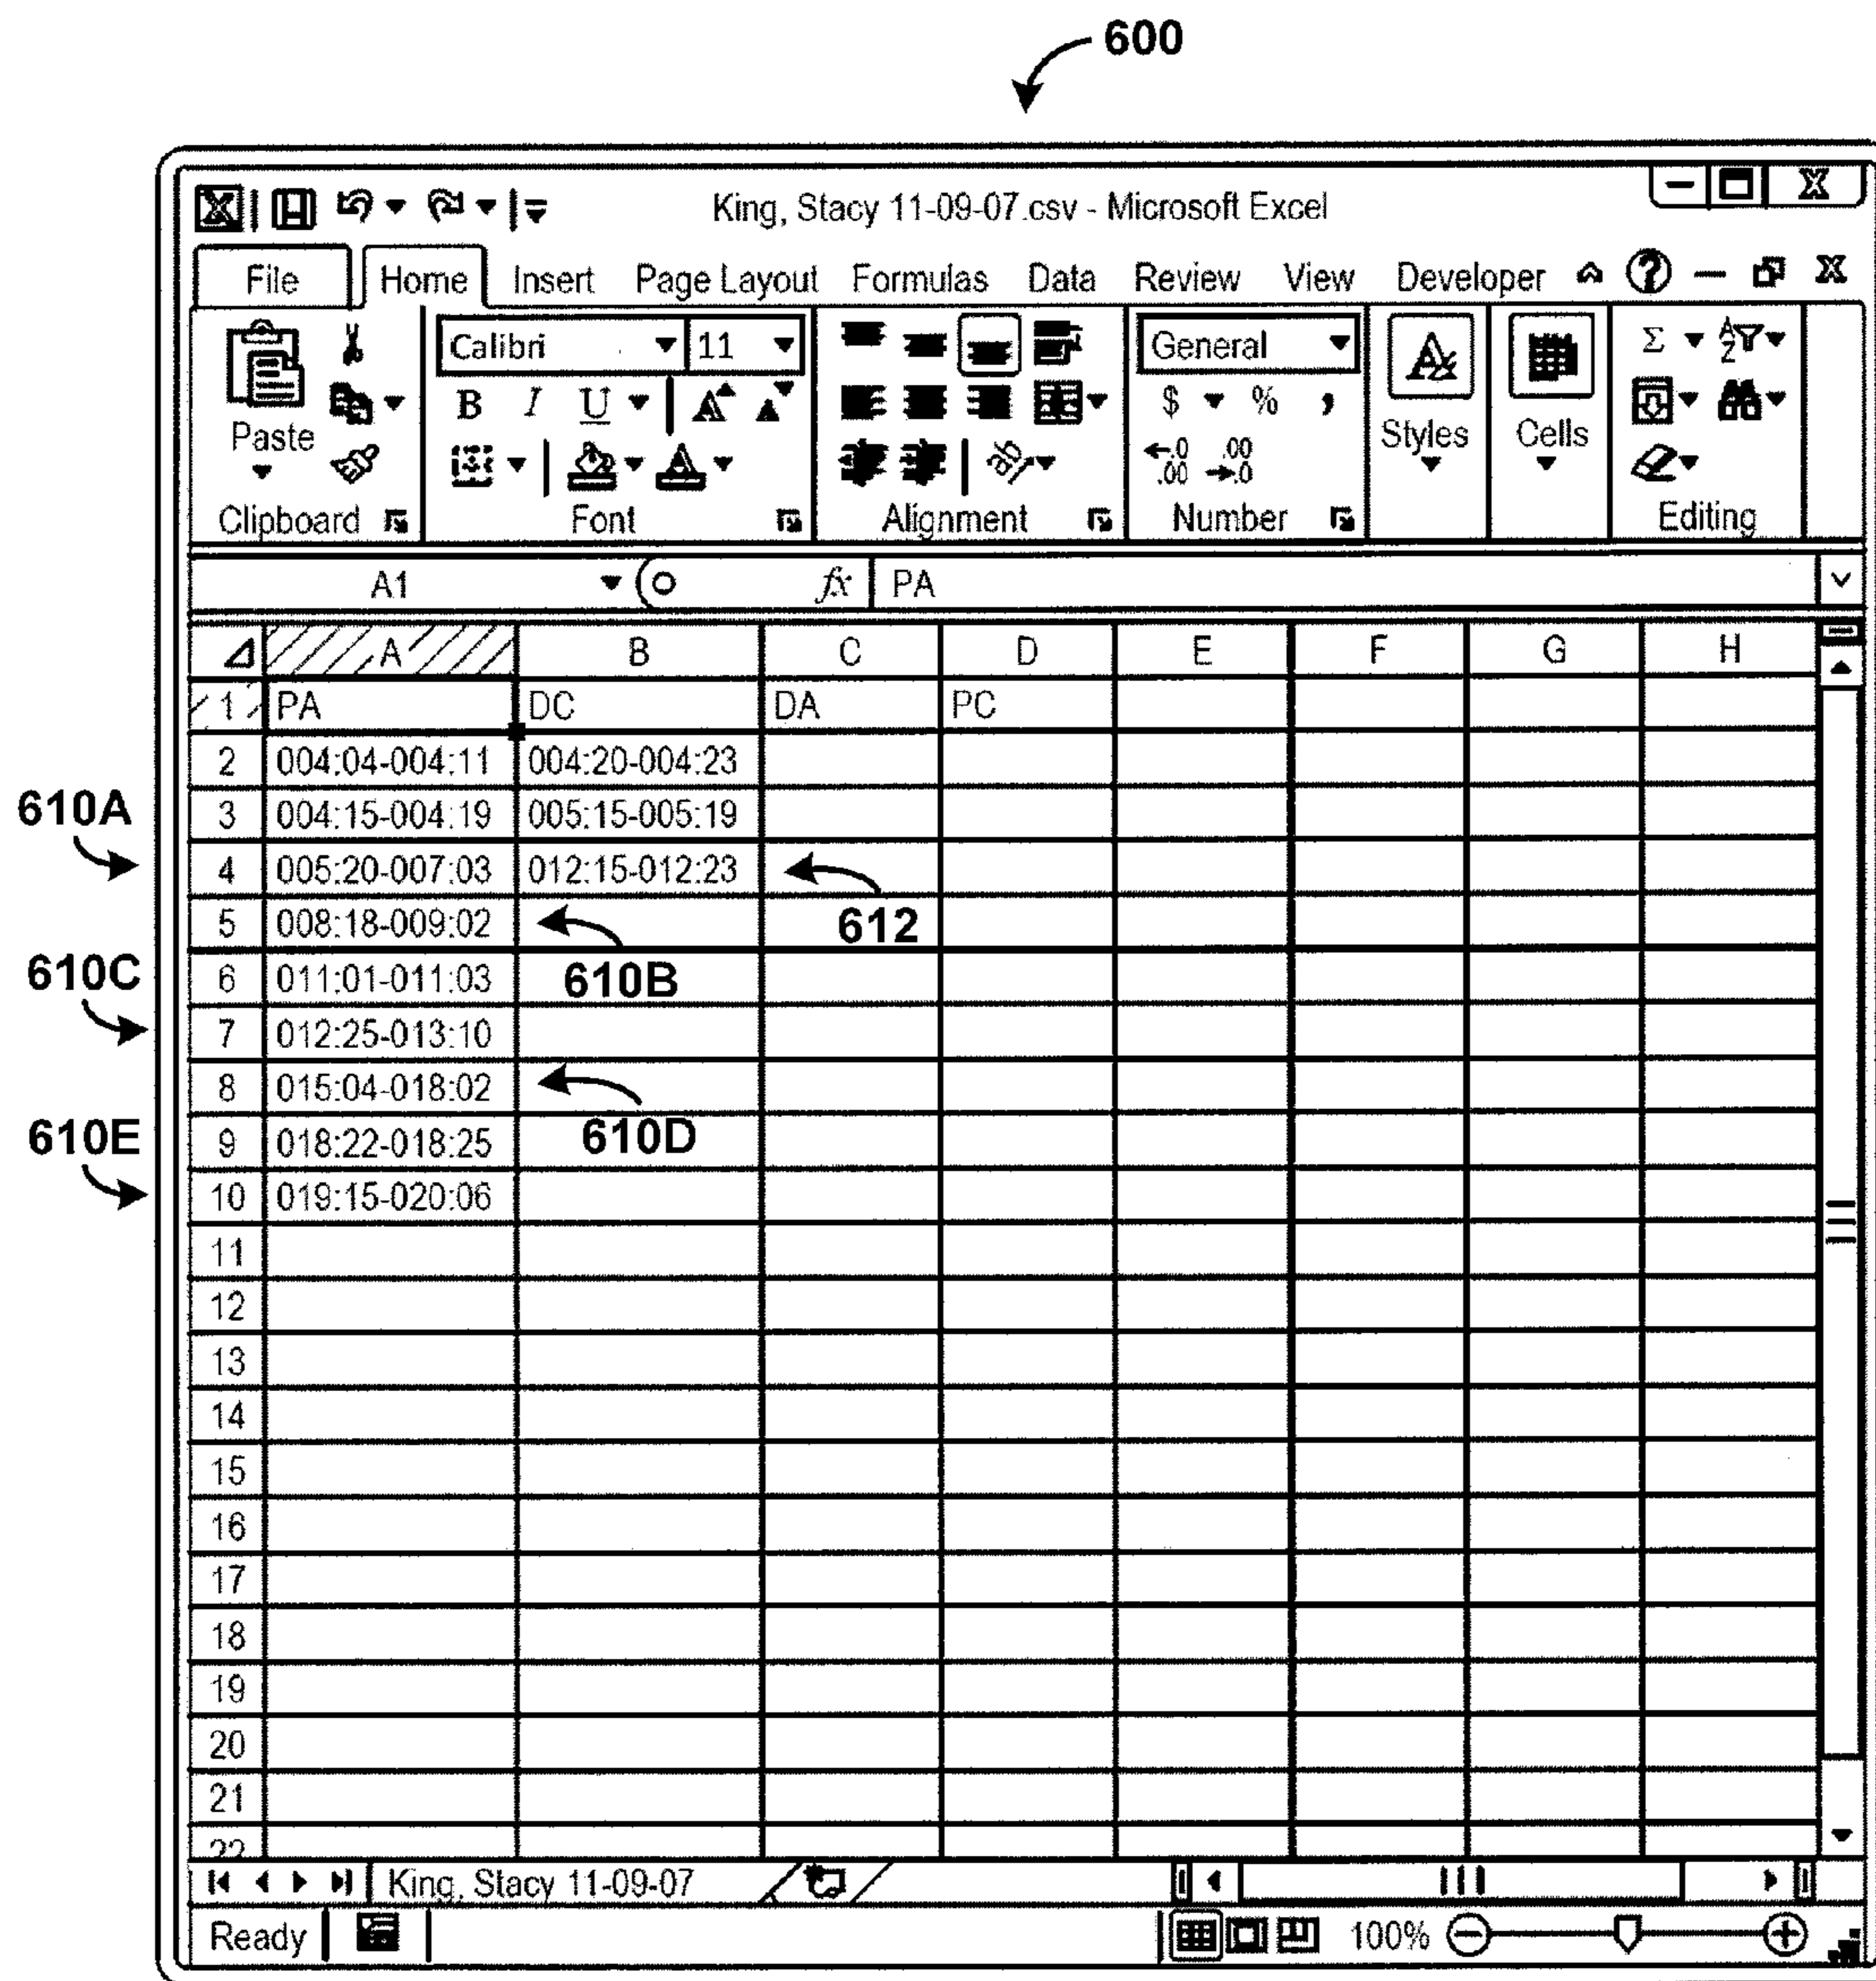 600
King, Stacy 11-09-07.csv - Microsoft Excel
File Home Insert Page Layout Formulas Data Review View Developer
Calibri 11 General
B I U A A $ % ,
Paste Styles Cells
Clipboard Font Alignment Number Editing
A1 fx PA
A B C D E F G H
1 PA DC DA PC
2 004:04-004:11 004:20-004:23
610A
3 004:15-004:19 005:15-005:19
4 005:20-007:03 012:15-012:23
612
5 008:18-009:02
610B
610C
6 011:01-011:03
7 012:25-013:10
8 015:04-018:02
610D
610E
9 018:22-018:25
10 019:15-020:06
11
12
13
14
15
16
17
18
19
20
21
22
King, Stacy 11-09-07
Ready 100%